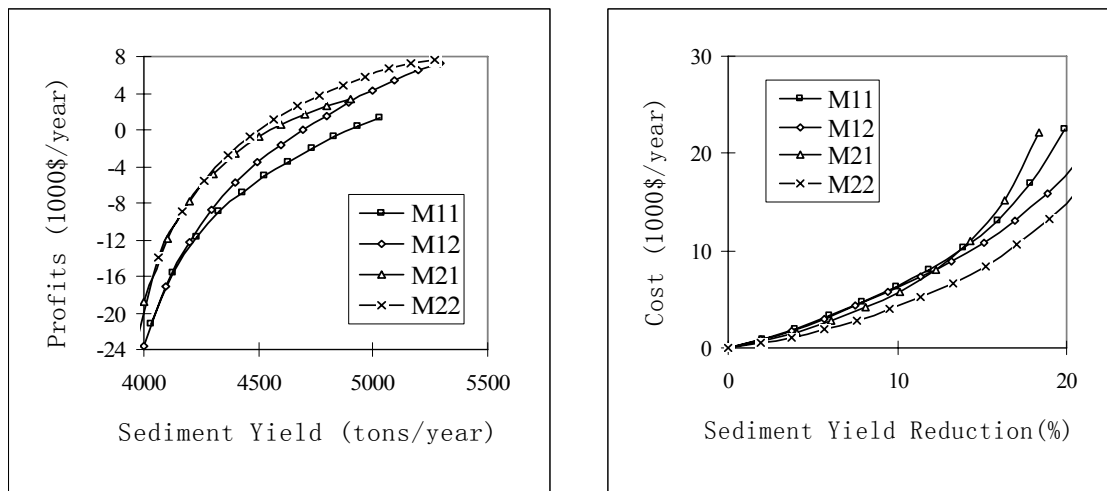 Profits (1000$/year)
8
4
0
-4
-8
-12
-16
-20
-24
M11
M12
M21
M22
4000
4500
5000
5500
Sediment Yield (tons/year)
Cost (1000$/year)
30
20
10
0
M11
M12
M21
M22
0
10
20
Sediment Yield Reduction(%)